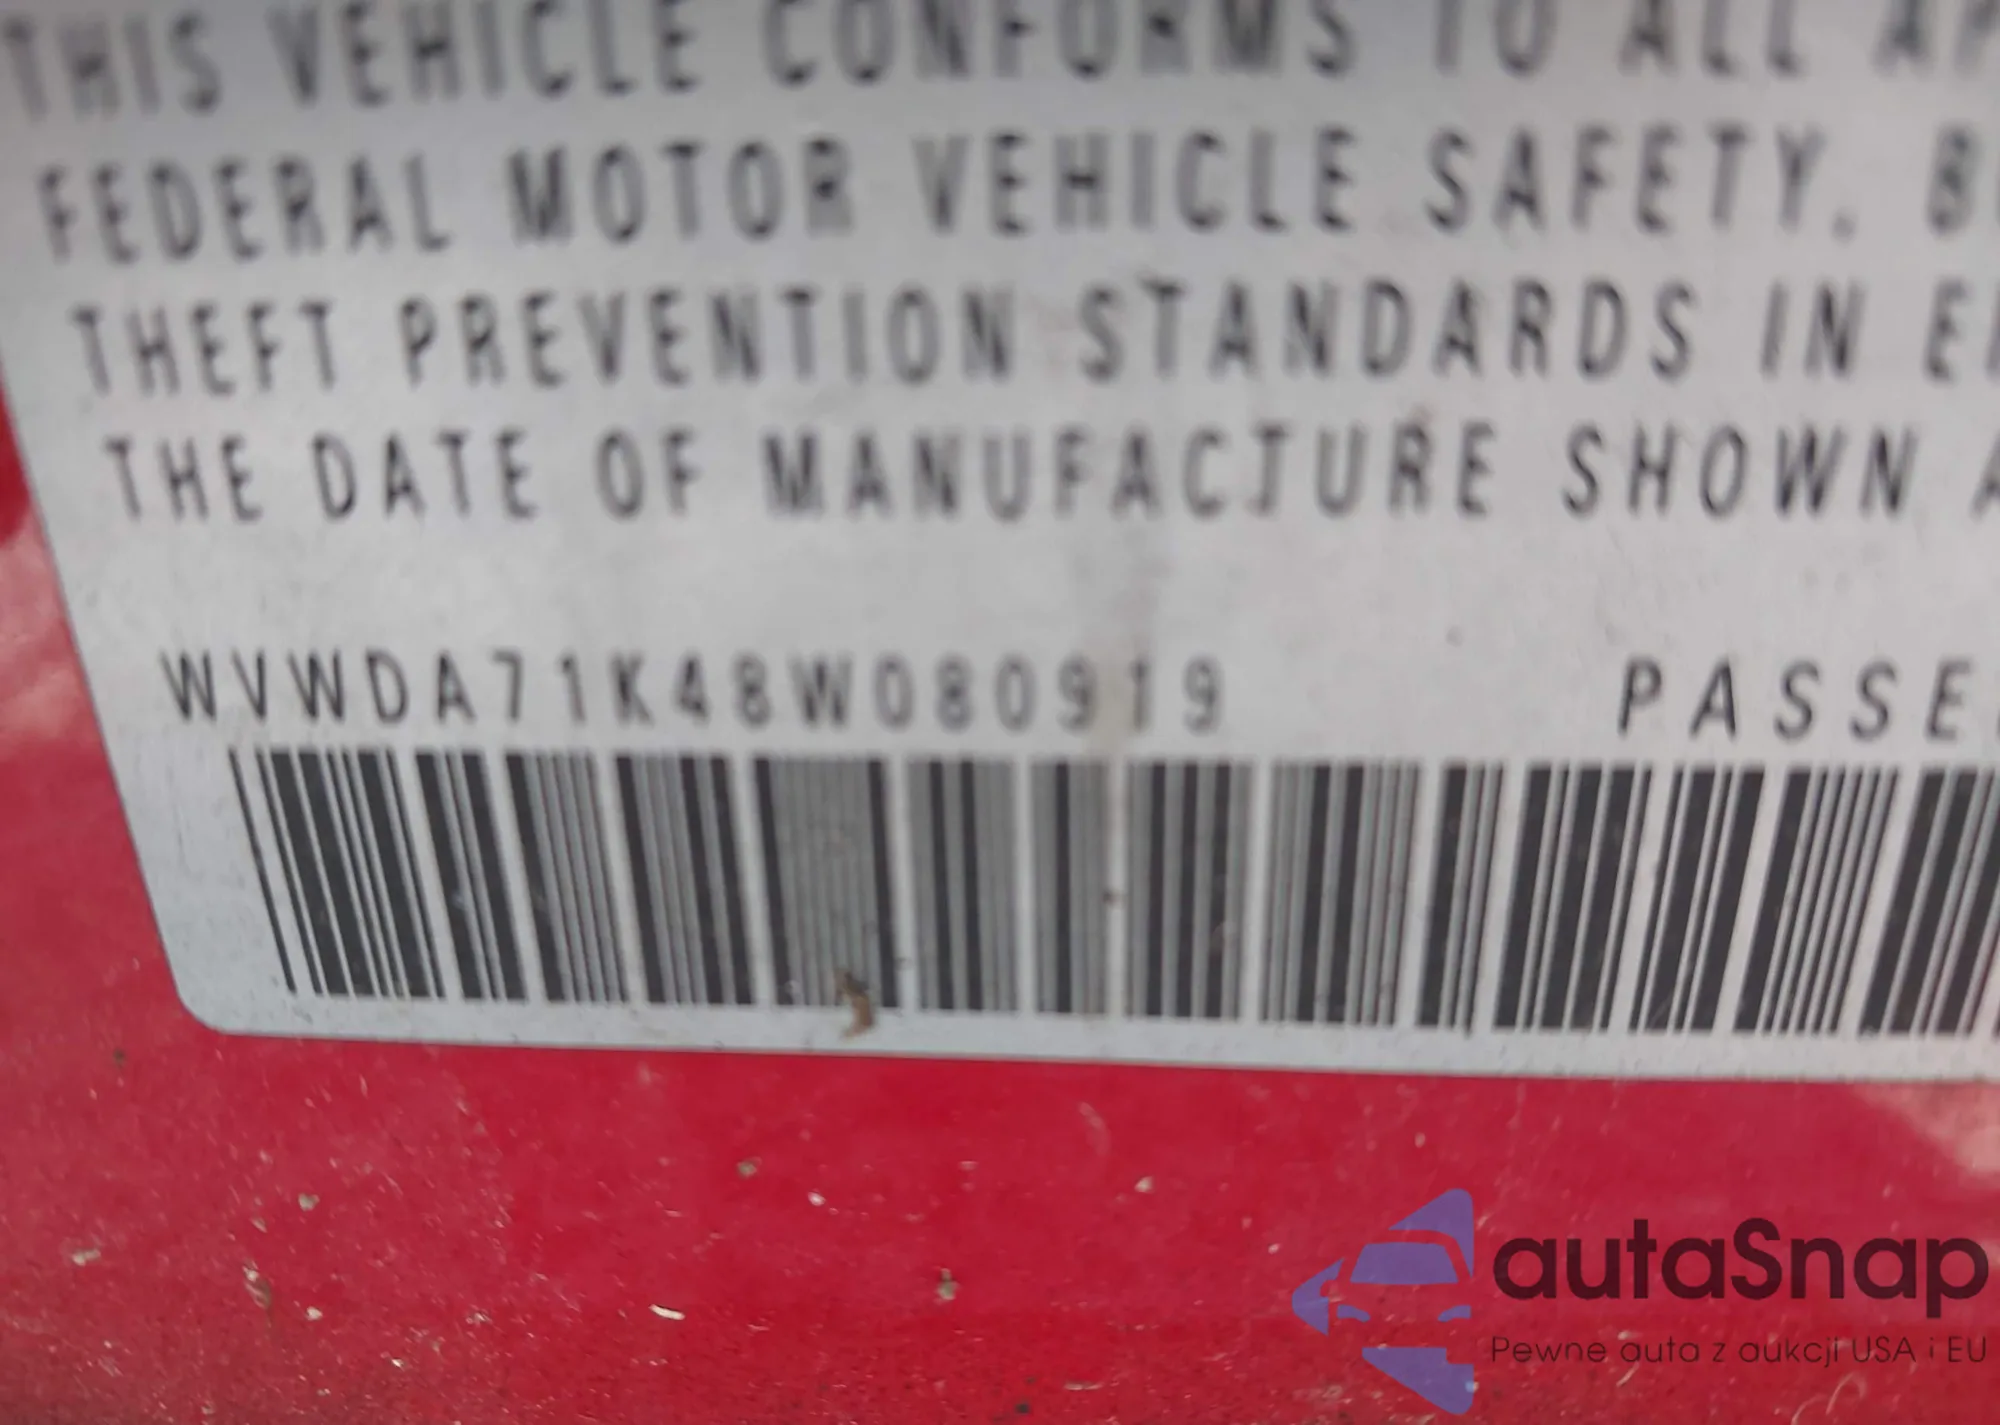 THIS VEHICLE CONFORMS TO ALL AP
FEDERAL MOTOR VEHICLE SAFETY, B
THEFT PREVENTION STANDARDS IN E
THE DATE OF MANUFACTURE SHOWN A
WVWDA71K48W080919 PASSE
autaSnap
Pewne auta z aukcji USA i EU